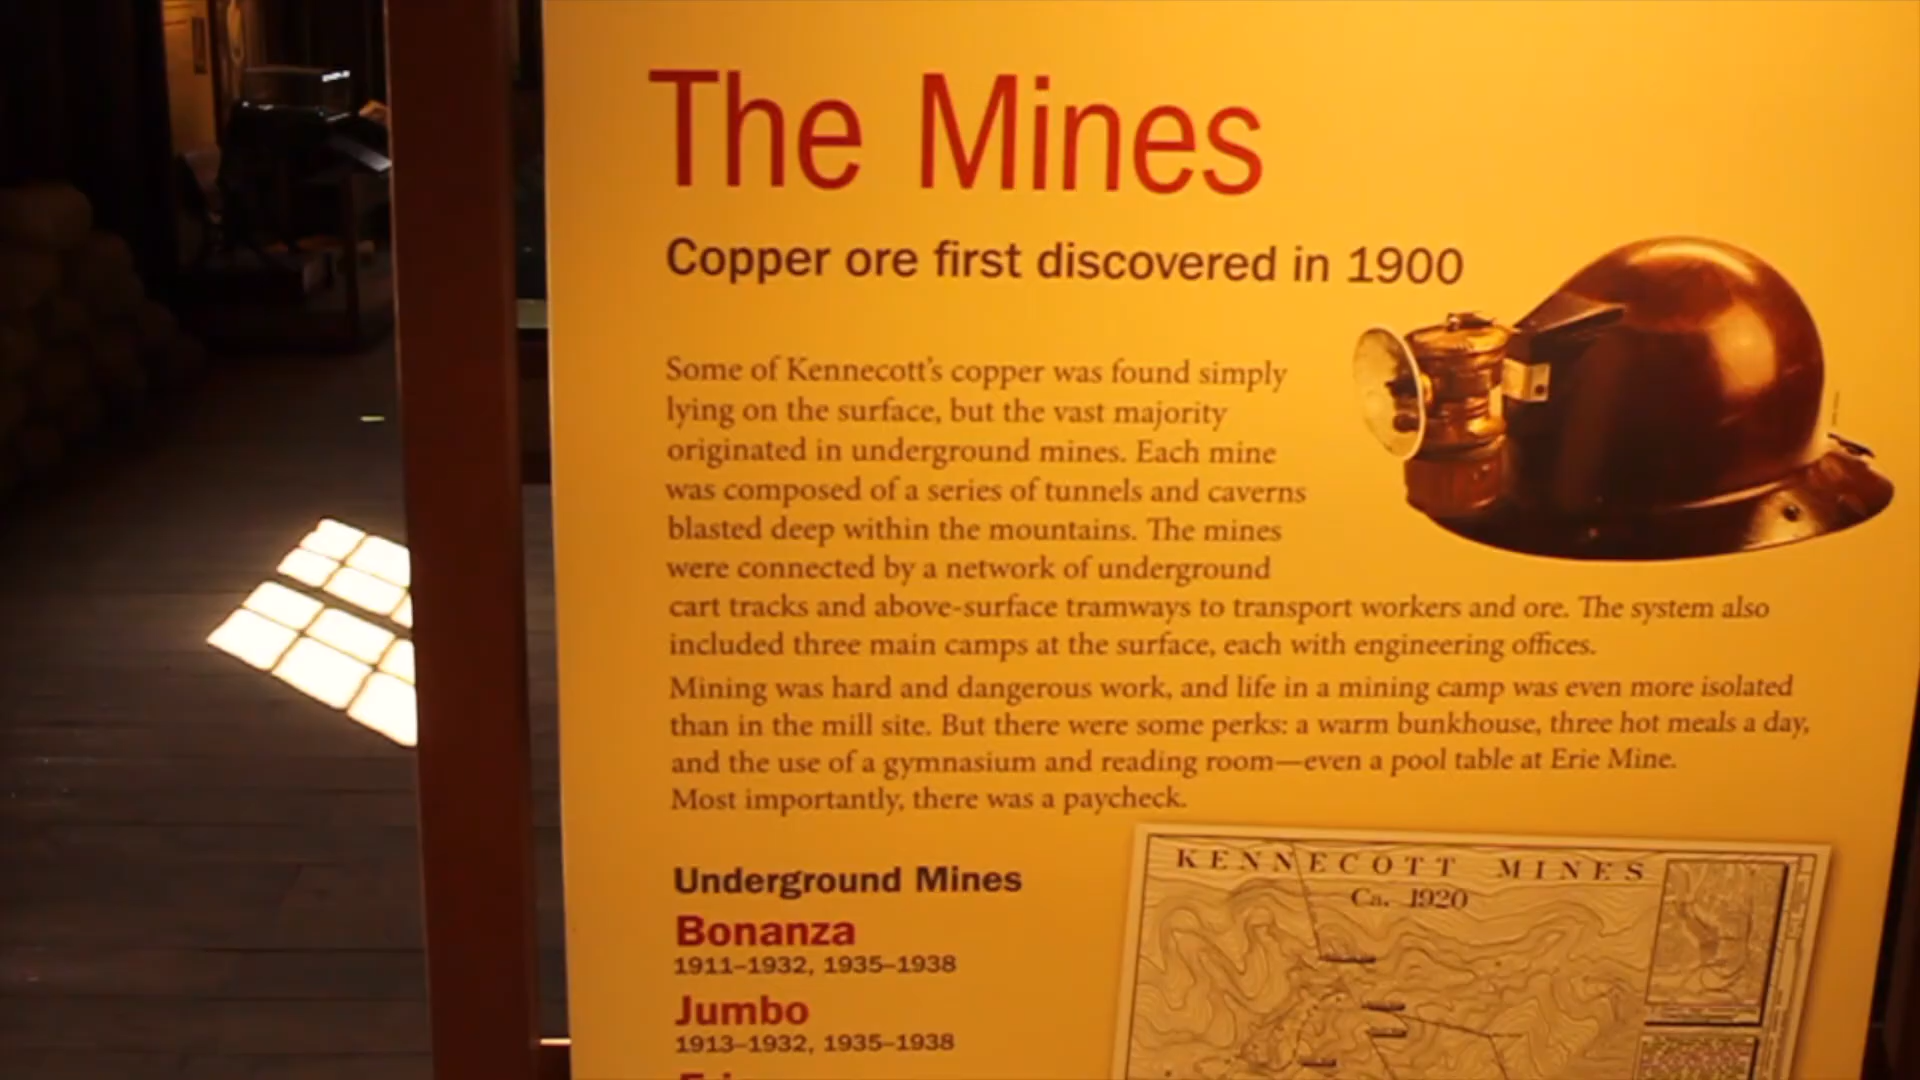 The Mines
Copper ore first discovered in 1900
Some of Kennecott's copper was found simply
lying on the surface, but the vast majority
originated in underground mines. Each mine
was composed of a series of tunnels and caverns
blasted deep within the mountains. The mines
were connected by a network of underground
cart tracks and above-surface tramways to transport workers and ore. The system also
included three main camps at the surface, each with engineering offices.
Mining was hard and dangerous work, and life in a mining camp was even more isolated
than in the mill site. But there were some perks: a warm bunkhouse, three hot meals a day,
and the use of a gymnasium and reading room—even a pool table at Erie Mine.
Most importantly, there was a paycheck.
Underground Mines
Bonanza
1911–1932, 1935–1938
Jumbo
1913–1932, 1935–1938
KENNECOTT MINES
Ca. 1920